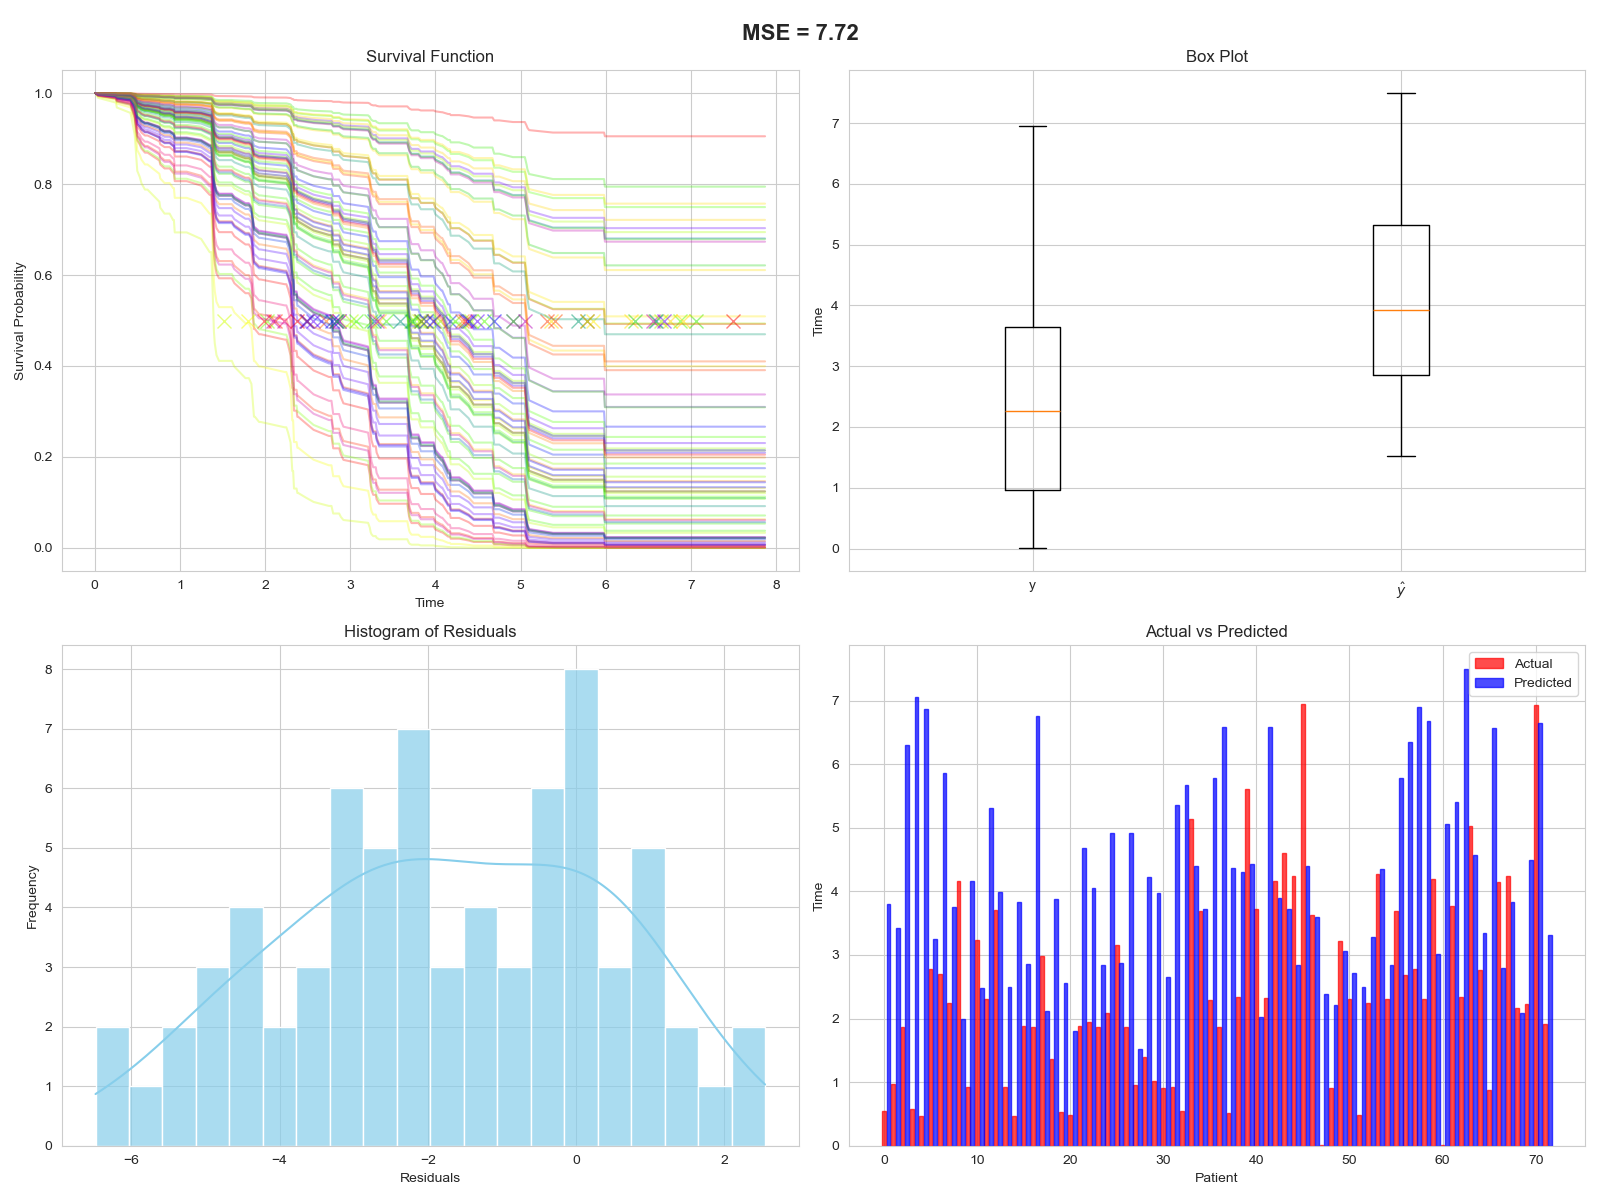 MSE = 7.72
Survival Function
1.0
0.8
0.6
0.4
0.2
0.0
Survival Probability
0 1 2 3 4 5 6 7 8
Time
Box Plot
7
6
5
4
3
2
1
0
Time
y ŷ
Histogram of Residuals
8
7
6
5
4
3
2
1
0
Frequency
−6 −4 −2 0 2
Residuals
Actual vs Predicted
Actual
Predicted
7
6
5
4
3
2
1
0
Time
0 10 20 30 40 50 60 70
Patient